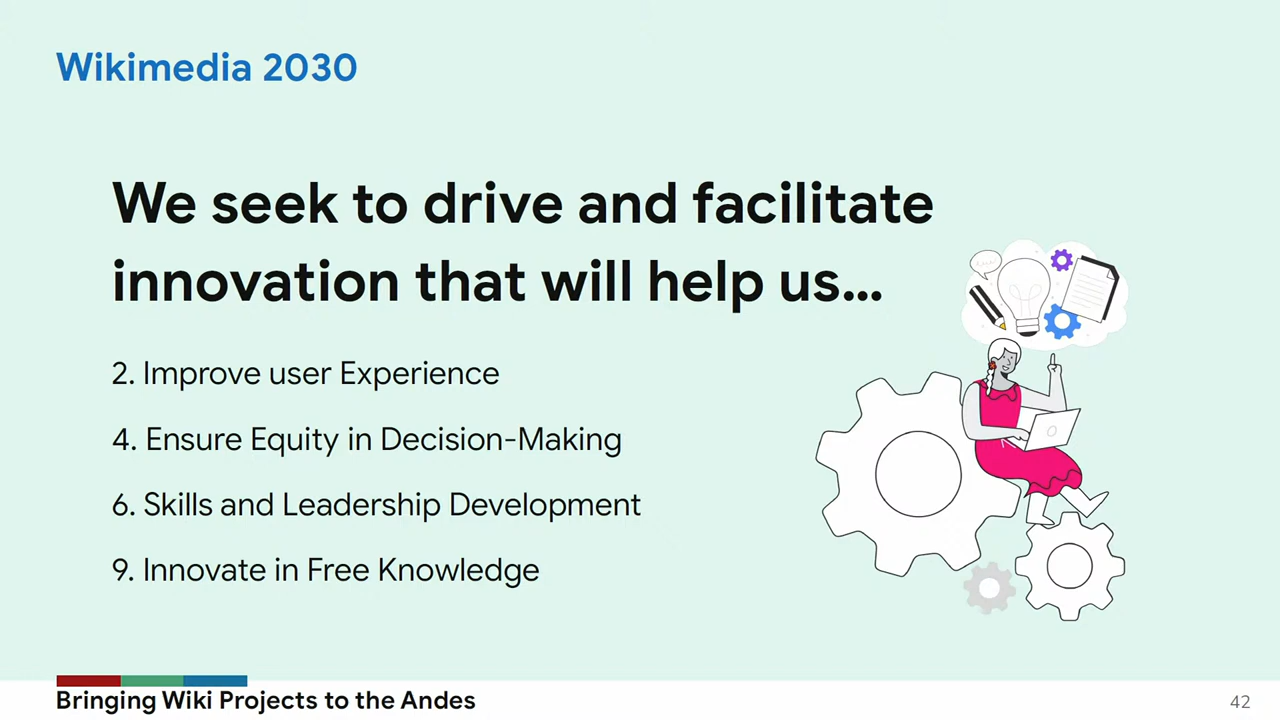 Wikimedia 2030
We seek to drive and facilitate
innovation that will help us...
2. Improve user Experience
4. Ensure Equity in Decision-Making
6. Skills and Leadership Development
9. Innovate in Free Knowledge
Bringing Wiki Projects to the Andes
42